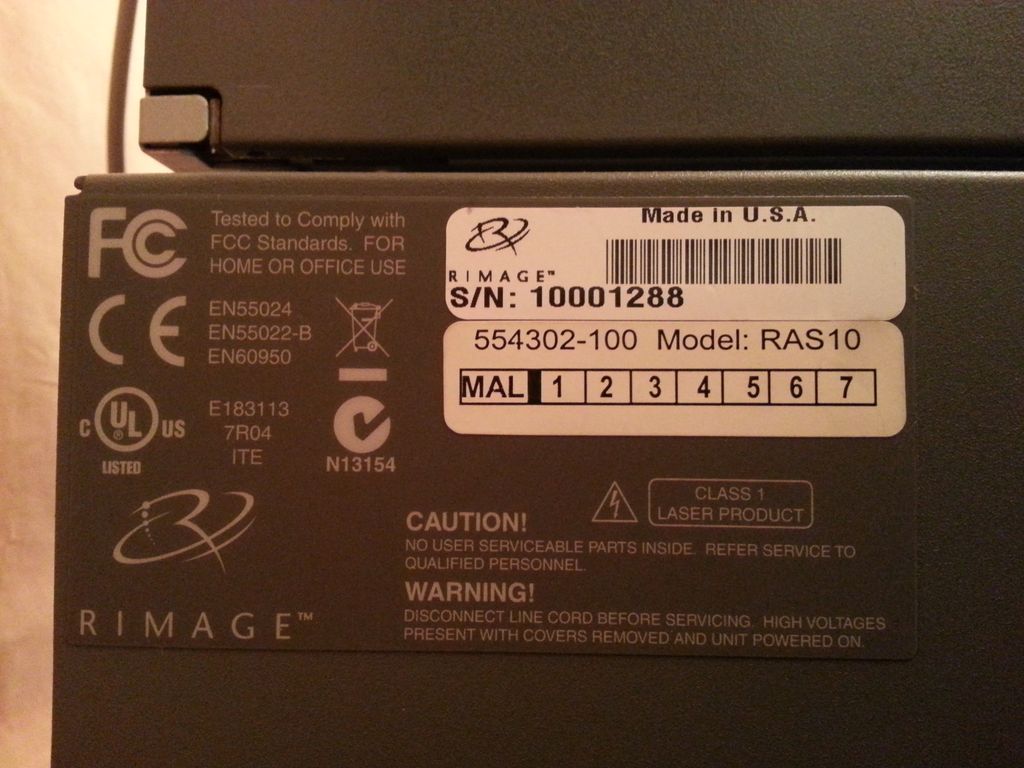 FC
Tested to Comply with
FCC Standards. FOR
HOME OR OFFICE USE
CE
EN55024
EN55022-B
EN60950
C UL ® US
LISTED
E183113
7R04
ITE
N13154
RIMAGE™
Made in U.S.A.
RIMAGE™
S/N: 10001288
554302-100 Model: RAS10
MAL 1 2 3 4 5 6 7
CLASS 1
LASER PRODUCT
CAUTION!
NO USER SERVICEABLE PARTS INSIDE. REFER SERVICE TO
QUALIFIED PERSONNEL.
WARNING!
DISCONNECT LINE CORD BEFORE SERVICING. HIGH VOLTAGES
PRESENT WITH COVERS REMOVED AND UNIT POWERED ON.